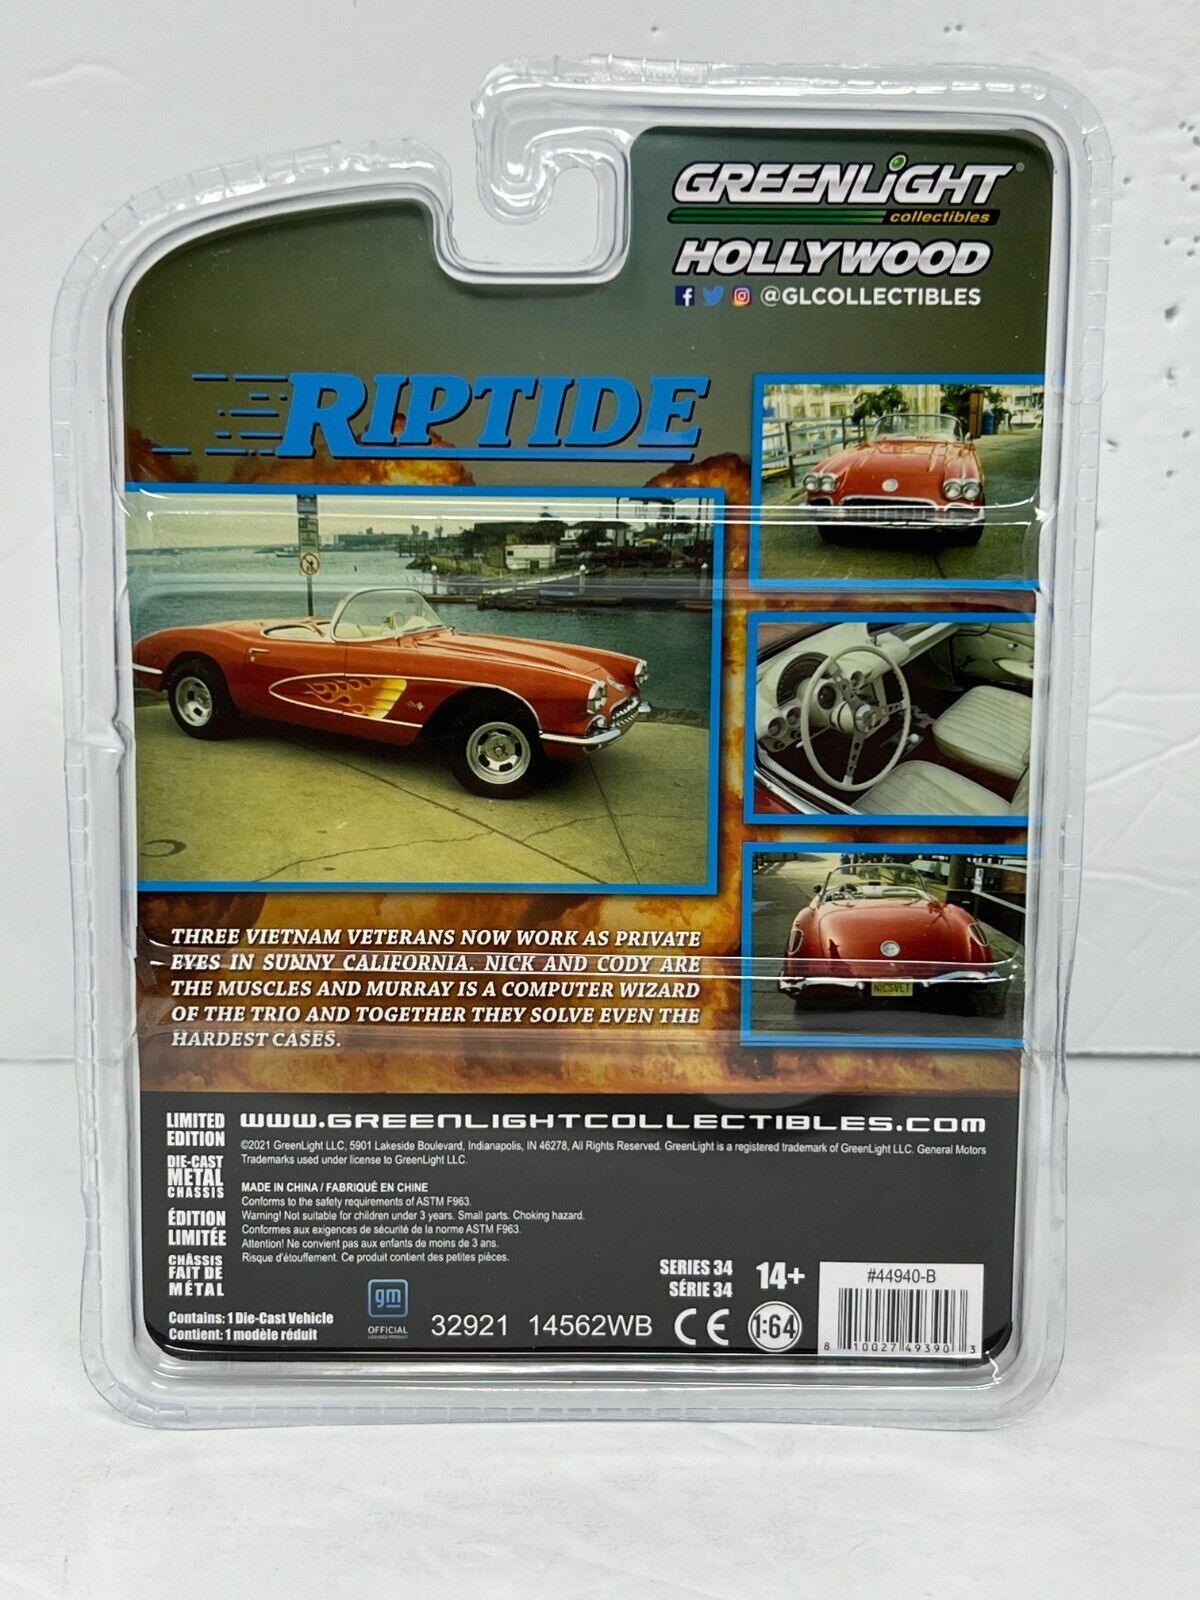 GREENLiGHT®
collectibles
HOLLYWOOD
@GLCOLLECTIBLES
RIPTIDE
NICSVET
THREE VIETNAM VETERANS NOW WORK AS PRIVATE
EYES IN SUNNY CALIFORNIA. NICK AND CODY ARE
THE MUSCLES AND MURRAY IS A COMPUTER WIZARD
OF THE TRIO AND TOGETHER THEY SOLVE EVEN THE
HARDEST CASES.
LIMITED
EDITION
DIE-CAST
METAL
CHASSIS
ÉDITION
LIMITÉE
CHÂSSIS
FAIT DE
MÉTAL
www.GREENLIGHTCOLLECTIBLES.com
©2021 GreenLight LLC, 5901 Lakeside Boulevard, Indianapolis, IN 46278, All Rights Reserved. GreenLight is a registered trademark of GreenLight LLC. General Motors
Trademarks used under license to GreenLight LLC.
MADE IN CHINA / FABRIQUÉ EN CHINE
Conforms to the safety requirements of ASTM F963.
Warning! Not suitable for children under 3 years. Small parts. Choking hazard.
Conformes aux exigences de sécurité de la norme ASTM F963.
Attention! Ne convient pas aux enfants de moins de 3 ans.
Risque d'étouffement. Ce produit contient des petites pièces.
Contains: 1 Die-Cast Vehicle
Contient: 1 modèle réduit
gm
OFFICIAL
LICENSED PRODUCT
32921 14562WB
SERIES 34
SÉRIE 34
14+
CE
1:64
#44940-B
8 10027 49390 3